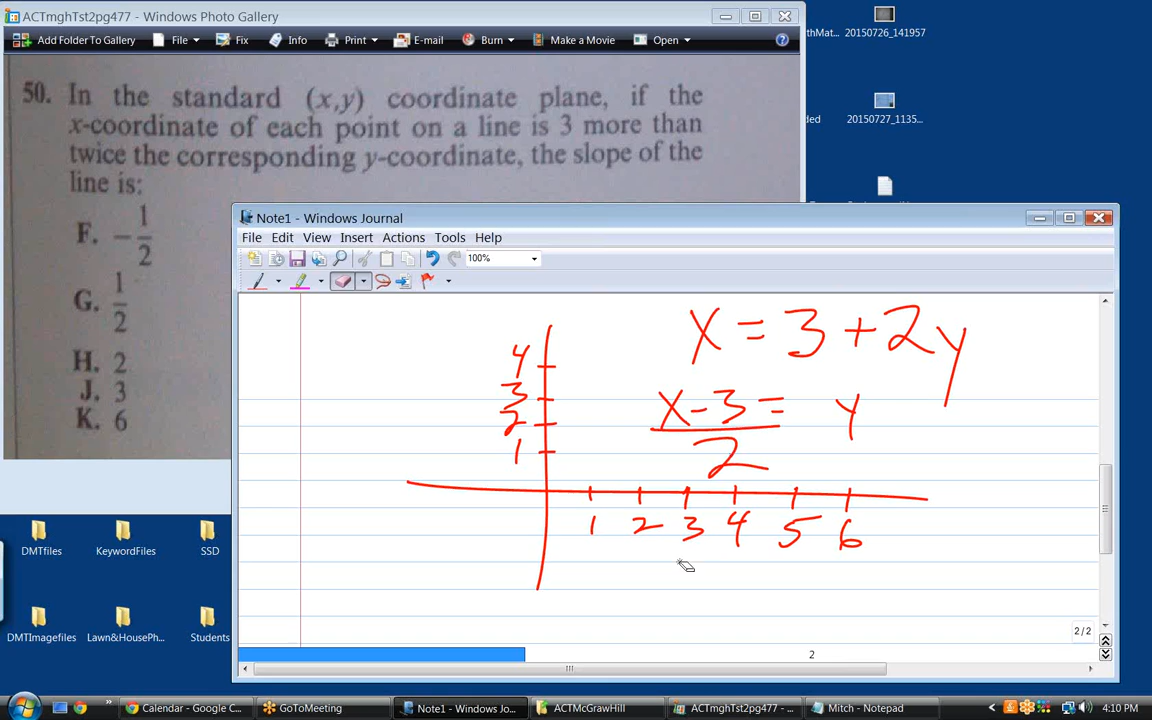 ACTmghTst2pg477 - Windows Photo Gallery
Add Folder To Gallery File Fix Info Print E-mail Burn Make a Movie Open
50. In the standard (x,y) coordinate plane, if the
x-coordinate of each point on a line is 3 more than
twice the corresponding y-coordinate, the slope of the
line is:
F. -1/2
G. 1/2
H. 2
J. 3
K. 6
thMat... 20150726_141957
ded 20150727_1135...
Note1 - Windows Journal
File Edit View Insert Actions Tools Help
100%
x = 3 + 2y
x - 3 = y
2
4
3
2
1
1 2 3 4 5 6
2 / 2
2
DMTfiles KeywordFiles SSD
DMTImagefiles Lawn&HousePh... Students
Calendar - Google C... GoToMeeting Note1 - Windows Jo... ACTMcGrawHill ACTmghTst2pg477 - ... Mitch - Notepad 4:10 PM